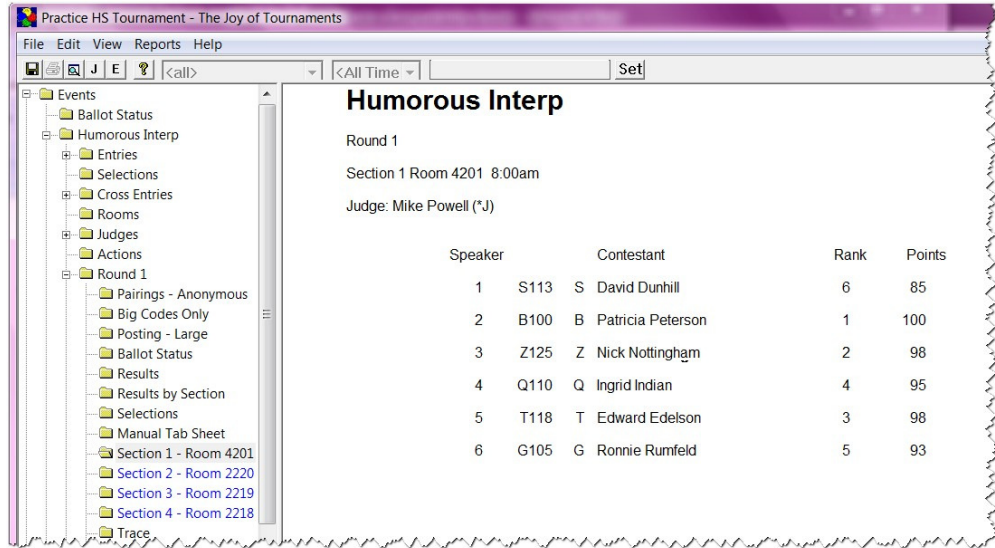 Practice HS Tournament - The Joy of Tournaments
File Edit View Reports Help
J E ? <all> <All Time Set
Events
Ballot Status
Humorous Interp
Entries
Selections
Cross Entries
Rooms
Judges
Actions
Round 1
Pairings - Anonymous
Big Codes Only
Posting - Large
Ballot Status
Results
Results by Section
Selections
Manual Tab Sheet
Section 1 - Room 4201
Section 2 - Room 2220
Section 3 - Room 2219
Section 4 - Room 2218
Trace
Humorous Interp
Round 1
Section 1 Room 4201 8:00am
Judge: Mike Powell (*J)
Speaker Contestant Rank Points
1 S113 S David Dunhill 6 85
2 B100 B Patricia Peterson 1 100
3 Z125 Z Nick Nottingham 2 98
4 Q110 Q Ingrid Indian 4 95
5 T118 T Edward Edelson 3 98
6 G105 G Ronnie Rumfeld 5 93